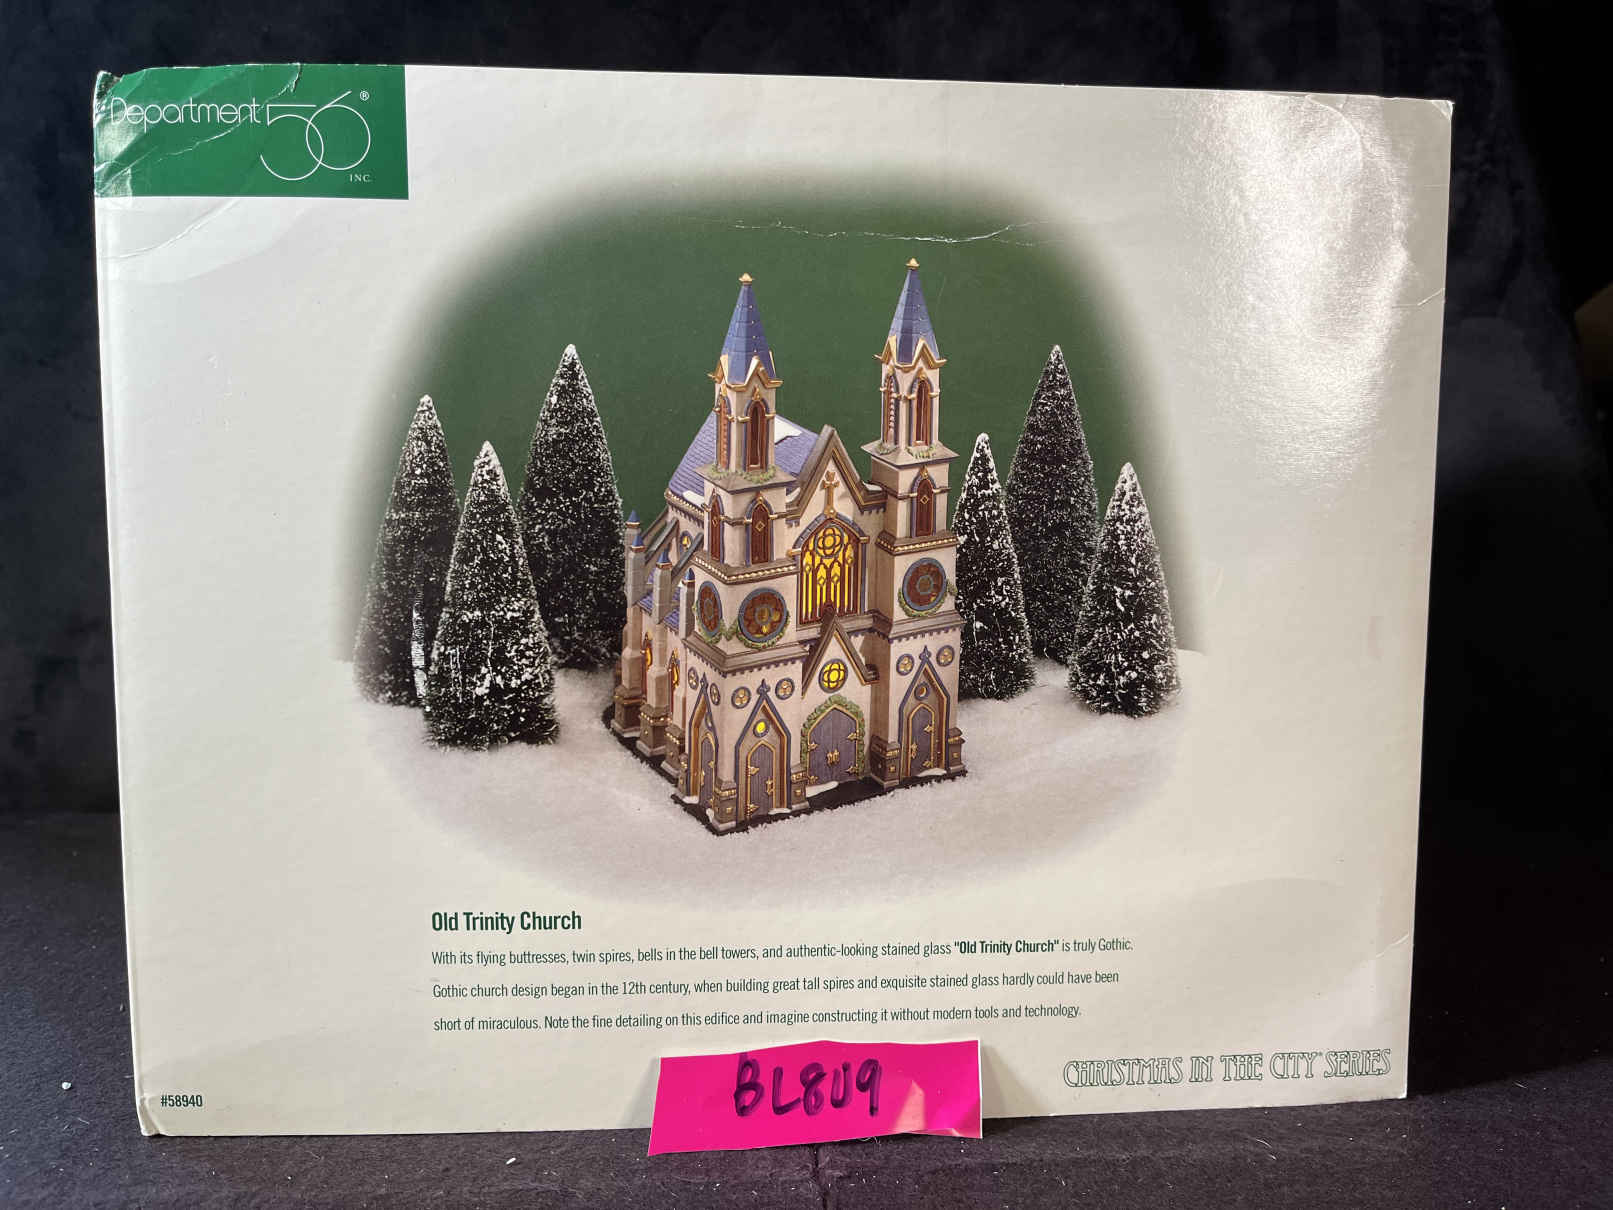 Department 56®
INC.
Old Trinity Church
With its flying buttresses, twin spires, bells in the bell towers, and authentic-looking stained glass "Old Trinity Church" is truly Gothic.
Gothic church design began in the 12th century, when building great tall spires and exquisite stained glass hardly could have been
short of miraculous. Note the fine detailing on this edifice and imagine constructing it without modern tools and technology.
CHRISTMAS IN THE CITY® SERIES
#58940
BL8U9